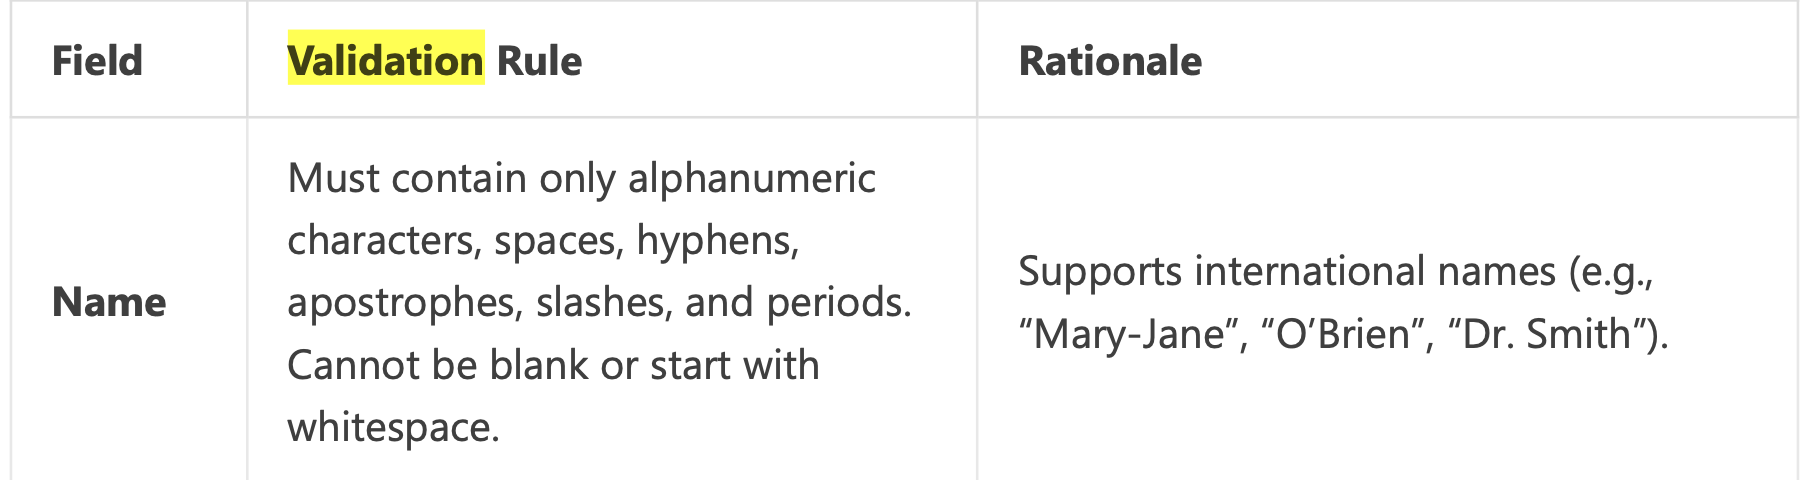 Field
Validation Rule
Rationale
Name
Must contain only alphanumeric
characters, spaces, hyphens,
apostrophes, slashes, and periods.
Cannot be blank or start with
whitespace.
Supports international names (e.g.,
“Mary-Jane”, “O’Brien”, “Dr. Smith”).